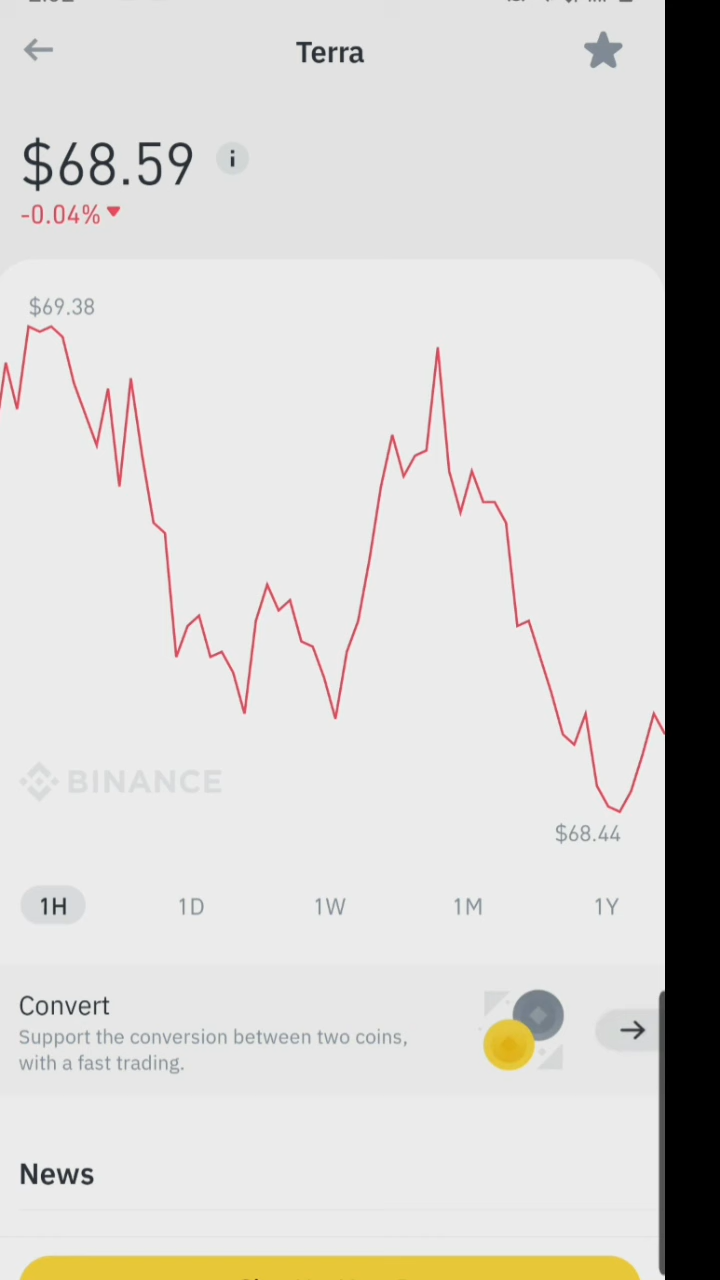 Terra
$68.59 i
-0.04%
$69.38
BINANCE
$68.44
1H 1D 1W 1M 1Y
Convert
Support the conversion between two coins,
with a fast trading.
News